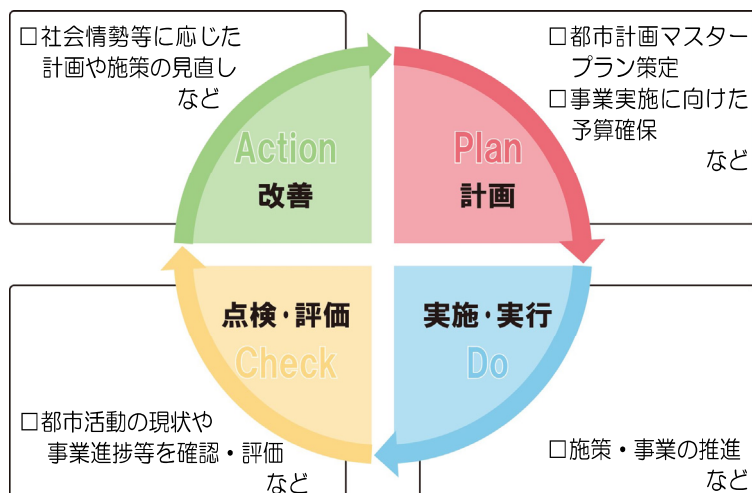 □社会情勢等に応じた
計画や施策の見直し
など
Action
改善
□都市計画マスター
プラン策定
□事業実施に向けた
予算確保
など
Plan
計画
点検・評価
Check
□都市活動の現状や
事業進捗等を確認・評価
など
実施・実行
Do
□施策・事業の推進
など